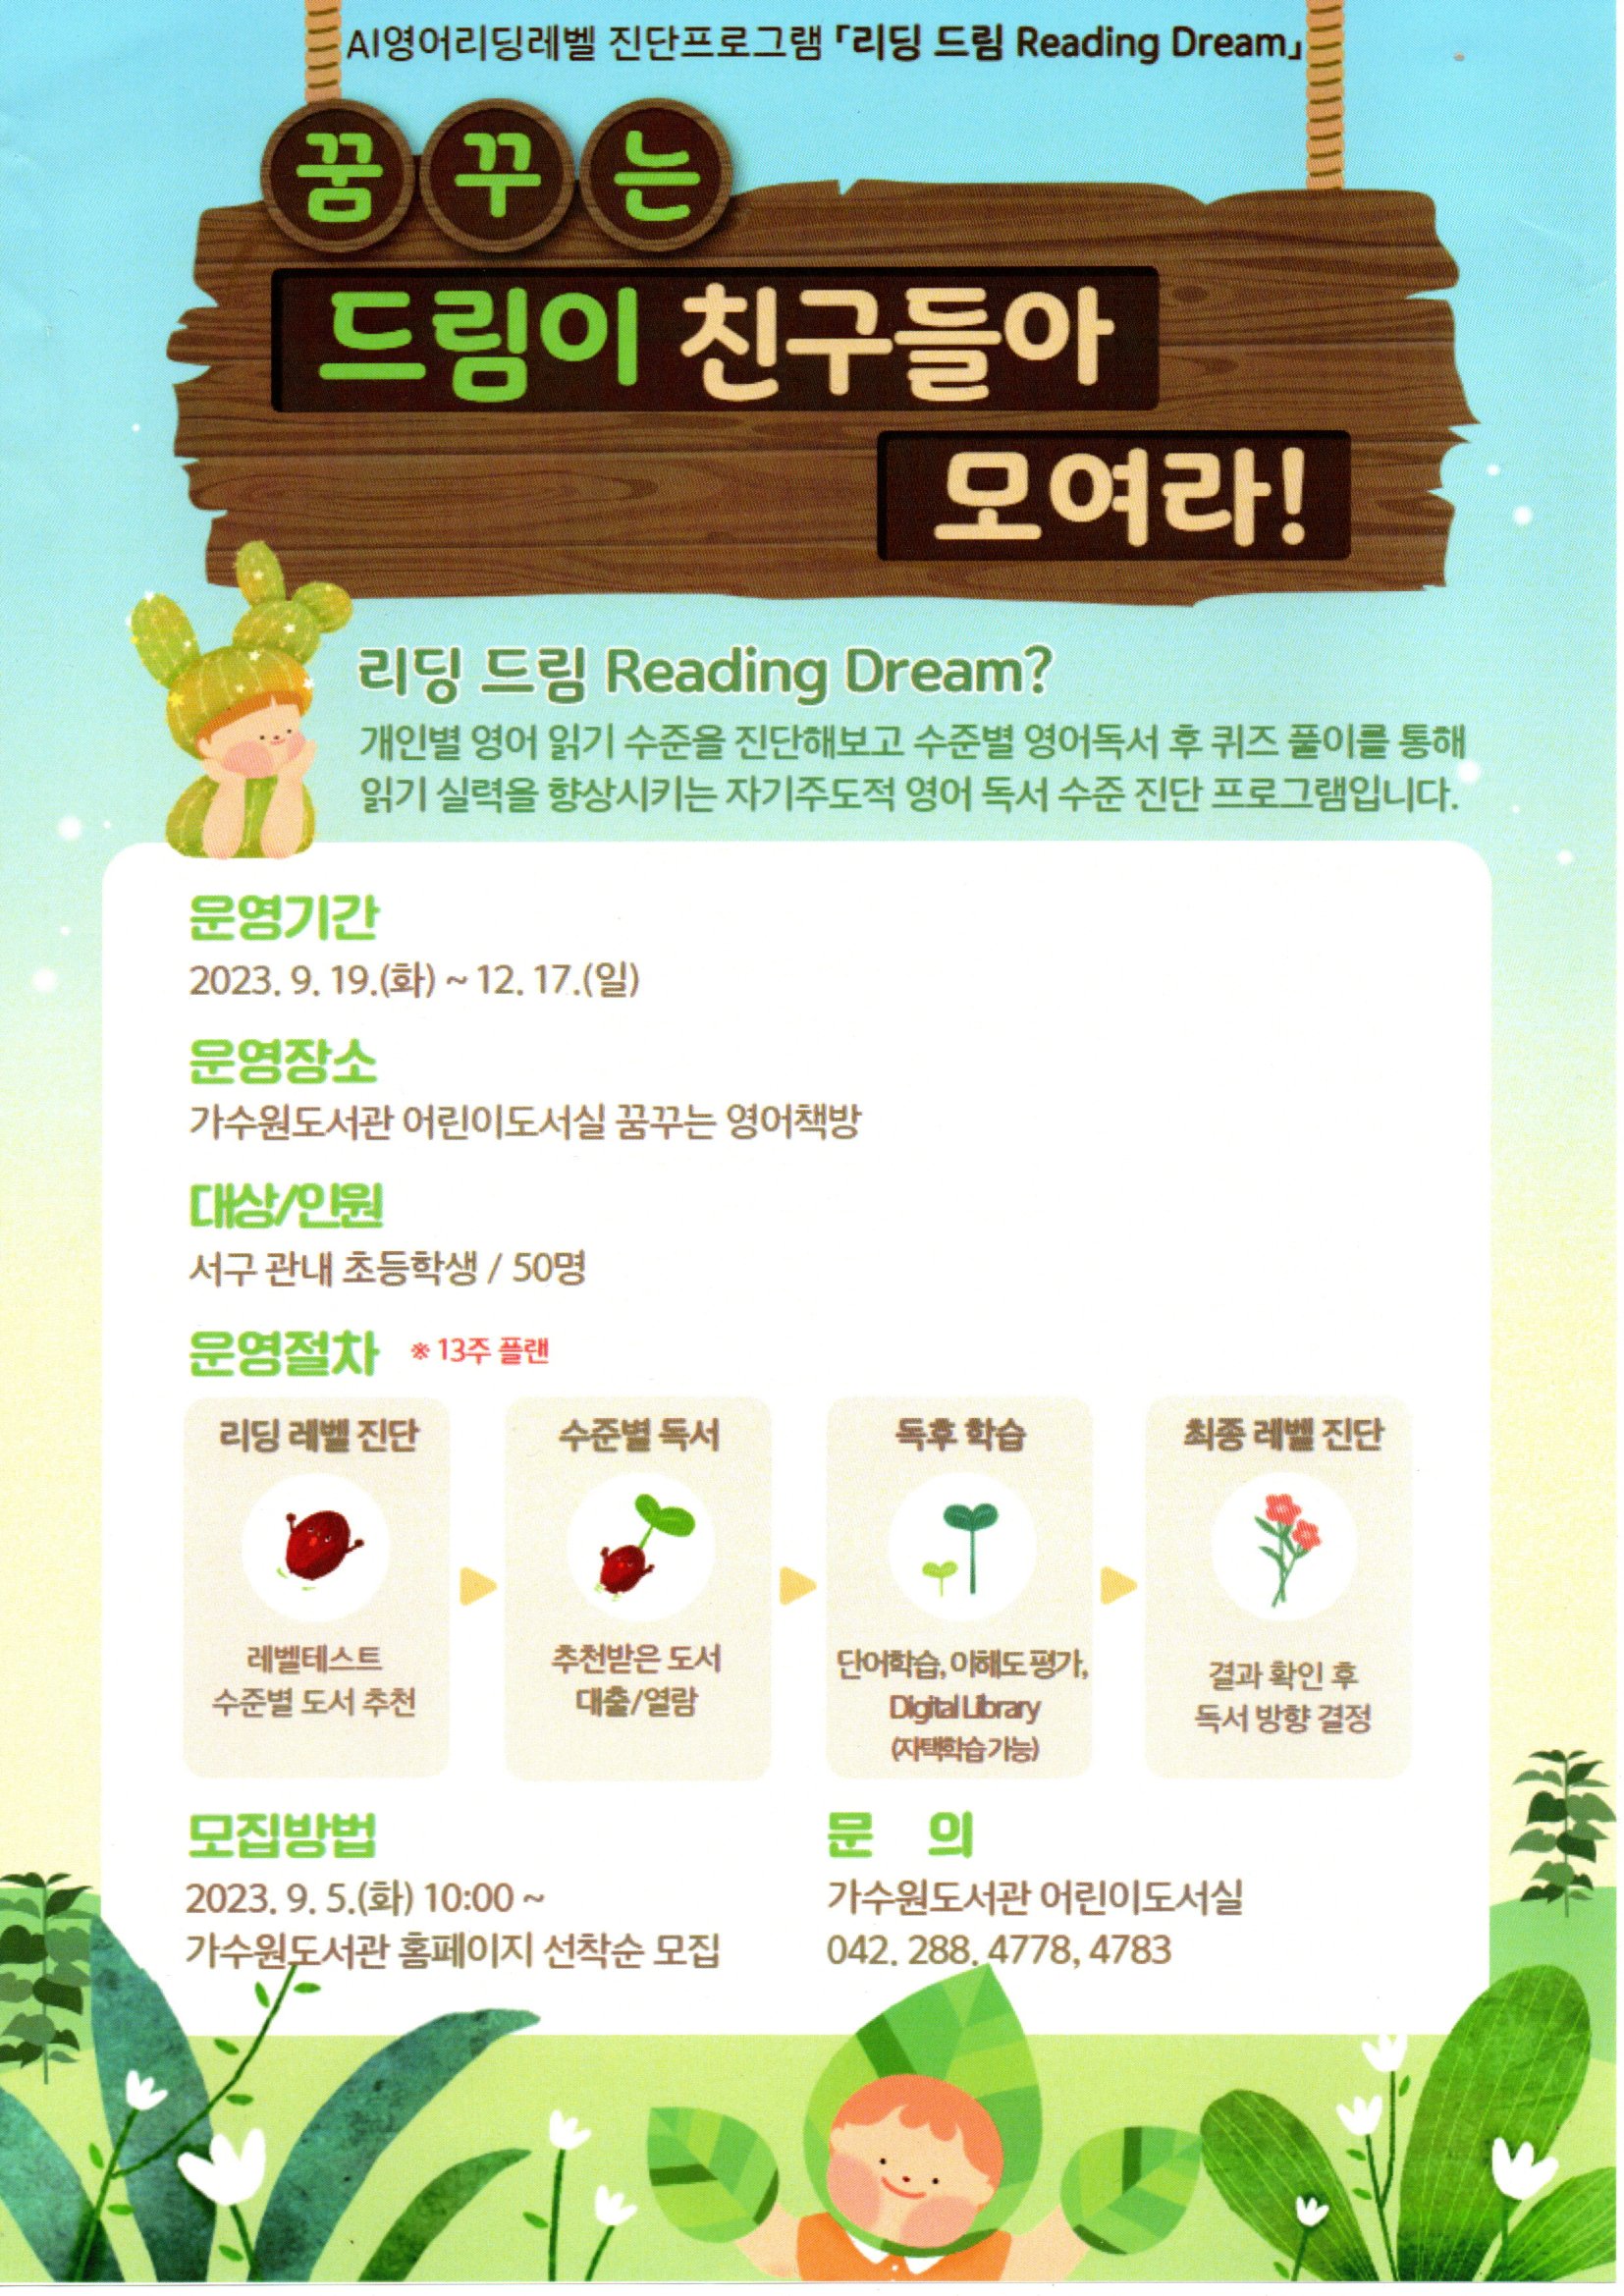 AI영어리딩레벨 진단프로그램 「리딩 드림 Reading Dream」
꿈꾸는
드림이 친구들아
모여라!
리딩 드림 Reading Dream?
개인별 영어 읽기 수준을 진단해보고 수준별 영어독서 후 퀴즈 풀이를 통해
읽기 실력을 향상시키는 자기주도적 영어 독서 수준 진단 프로그램입니다.
운영기간
2023. 9. 19.(화) ~ 12. 17.(일)
운영장소
가수원도서관 어린이도서실 꿈꾸는 영어책방
대상/인원
서구 관내 초등학생 / 50명
운영절차 ※ 13주 플랜
리딩 레벨 진단
레벨테스트
수준별 도서 추천
수준별 독서
추천받은 도서
대출/열람
독후 학습
단어학습, 이해도 평가,
Digital Library
(자택학습 가능)
최종 레벨 진단
결과 확인 후
독서 방향 결정
모집방법
2023. 9. 5.(화) 10:00 ~
가수원도서관 홈페이지 선착순 모집
문 의
가수원도서관 어린이도서실
042. 288. 4778, 4783